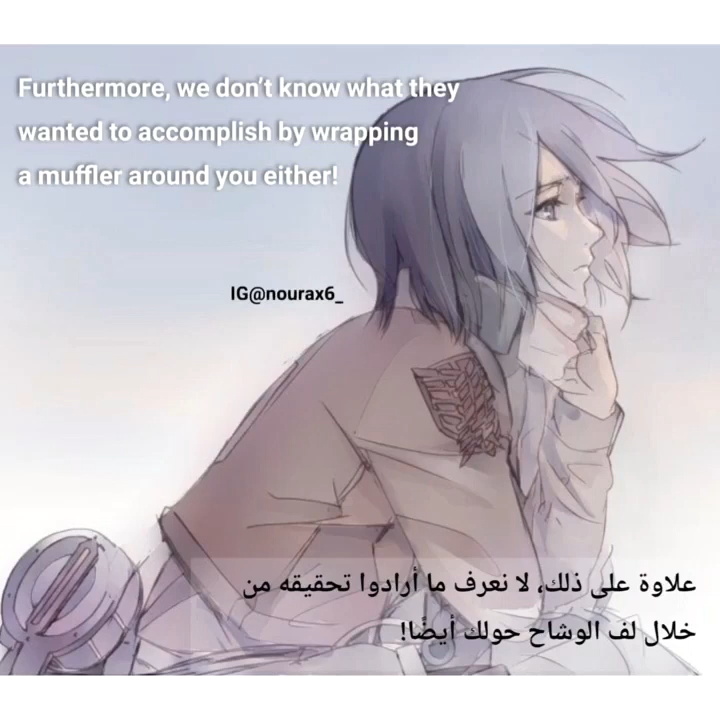 Furthermore, we don't know what they
wanted to accomplish by wrapping
a muffler around you either!
IG@nourax6_
علاوة على ذلك، لا نعرف ما أرادوا تحقيقه من
خلال لف الوشاح حولك أيضًا!